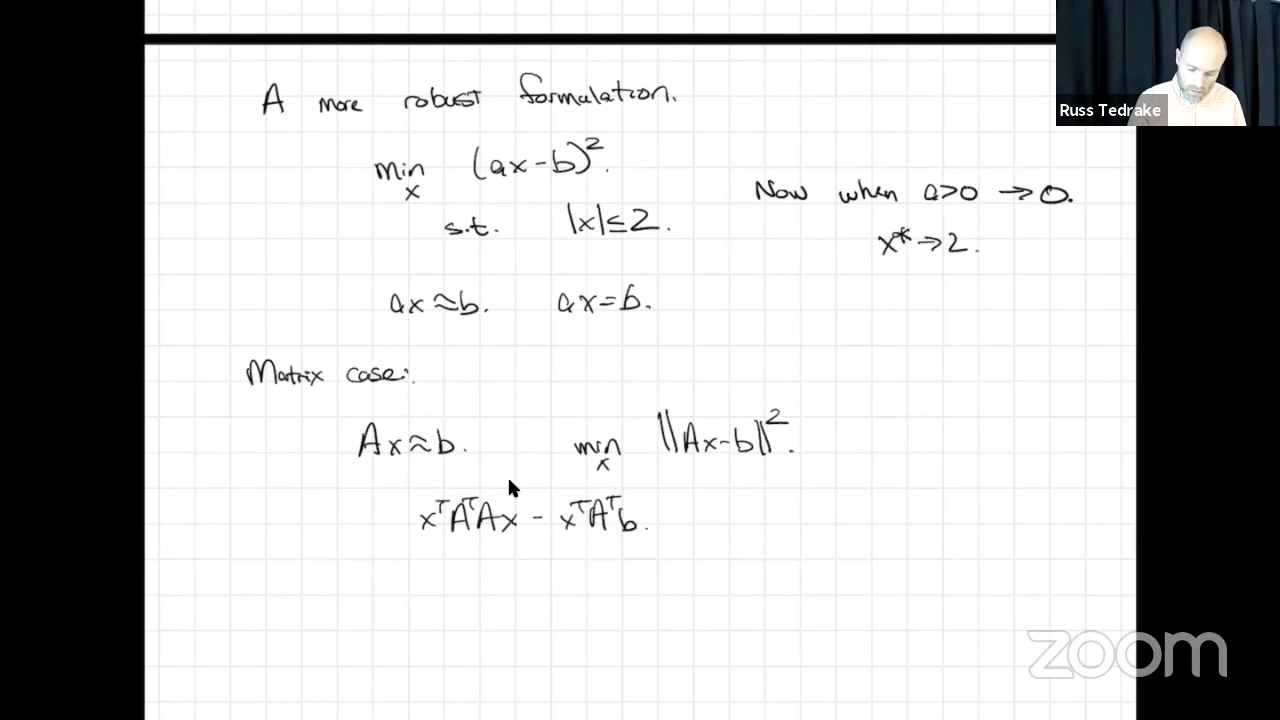 A more robust formulation.
min (ax-b)².
x
s.t. |x|≤2.
Now when a>0 → 0.
x* → 2.
ax≈b. ax=b.
Matrix case:
Ax≈b. min ||Ax-b||².
x
xᵀAᵀAx - xᵀAᵀb.
Russ Tedrake
zoom